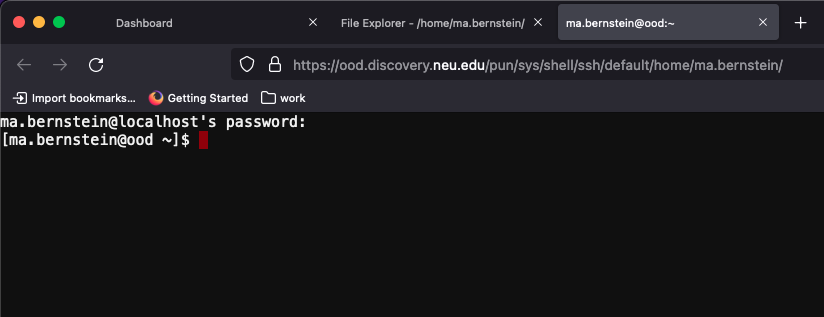 Dashboard File Explorer - /home/ma.bernstein/ ma.bernstein@ood:~
https://ood.discovery.neu.edu/pun/sys/shell/ssh/default/home/ma.bernstein/
Import bookmarks... Getting Started work
ma.bernstein@localhost's password:
[ma.bernstein@ood ~]$